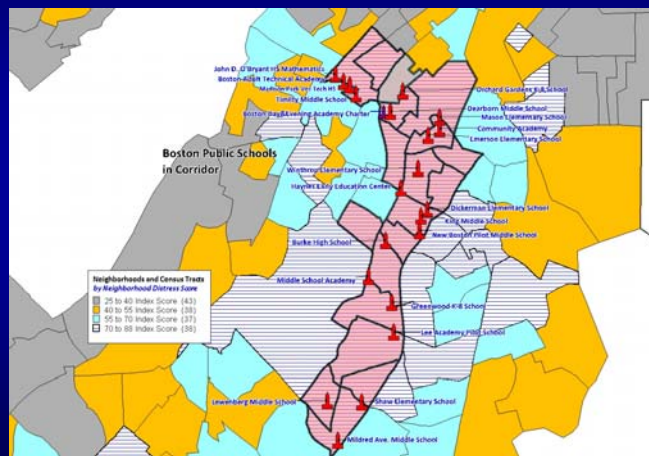 John D. O'Bryant HS Mathematics
Boston Adult Technical Academy
Madison Park Voc Tech HS
Timilty Middle School
Boston Day&Evening Academy Charter
Orchard Gardens K-8 School
Dearborn Middle School
Mason Elementary School
Community Academy
Emerson Elementary School
Boston Public Schools
in Corridor
Winthrop Elementary School
Haynes Early Education Center
Dickerman Elementary School
King Middle School
New Boston Pilot Middle School
Burke High School
Neighborhoods and Census Tracts
by Neighborhood Distress Score
25 to 40 Index Score (43)
40 to 55 Index Score (38)
55 to 70 Index Score (37)
70 to 88 Index Score (38)
Middle School Academy
Greenwood K-8 School
Lee Academy Pilot School
Lewenberg Middle School
Shaw Elementary School
Mildred Ave. Middle School